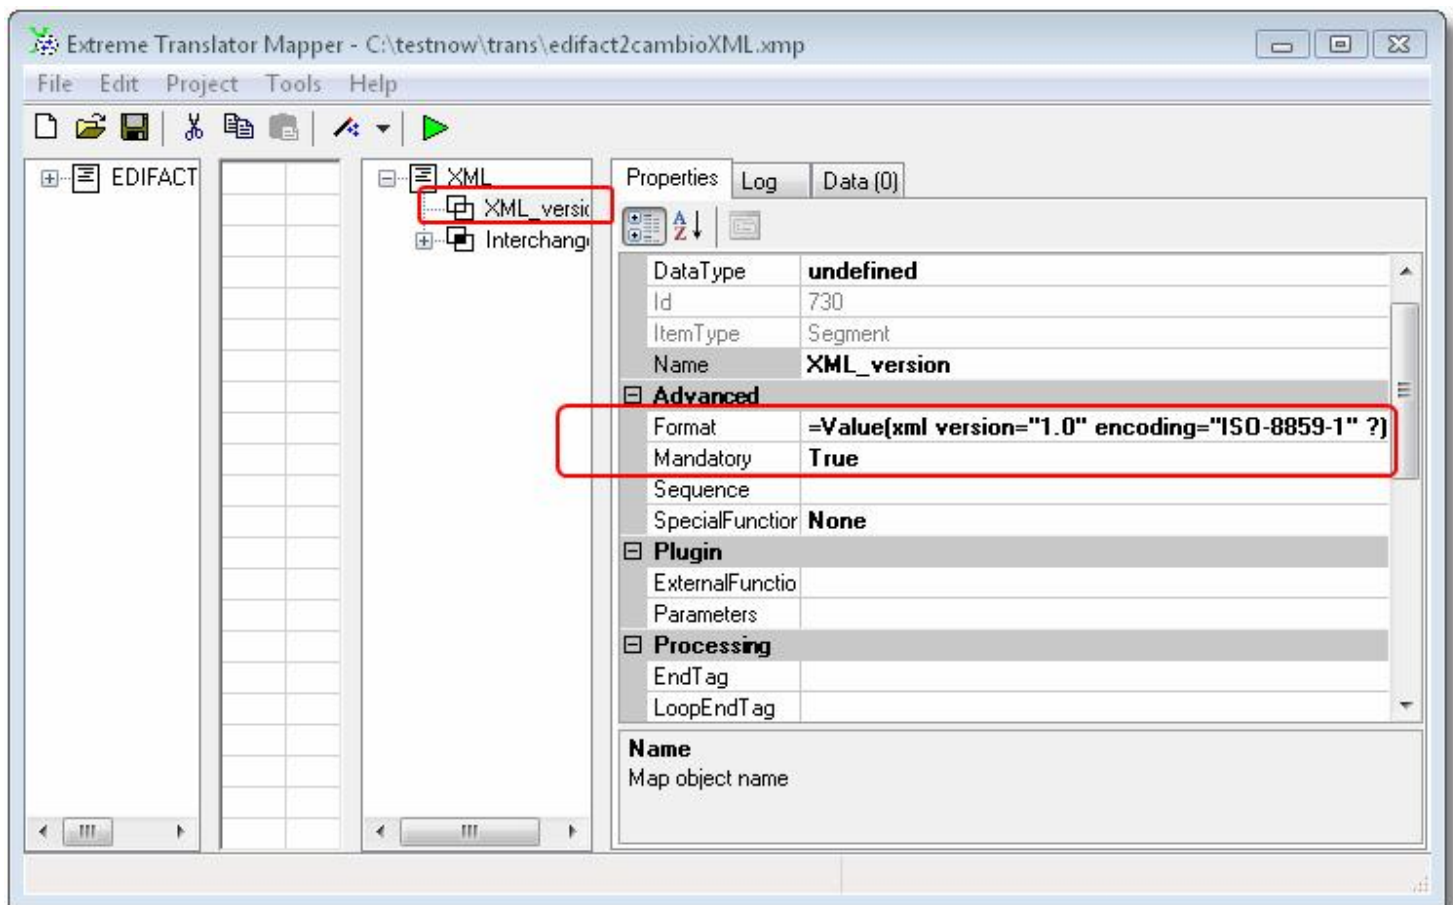 Extreme Translator Mapper - C:\testnow\trans\edifact2cambioXML.xmp
File Edit Project Tools Help
EDIFACT
XML
XML_versic
Interchang
Properties Log Data (0)
DataType undefined
Id 730
ItemType Segment
Name XML_version
Advanced
Format =Value(xml version="1.0" encoding="ISO-8859-1" ?)
Mandatory True
Sequence
SpecialFunction None
Plugin
ExternalFunctio
Parameters
Processing
EndTag
LoopEndTag
Name
Map object name